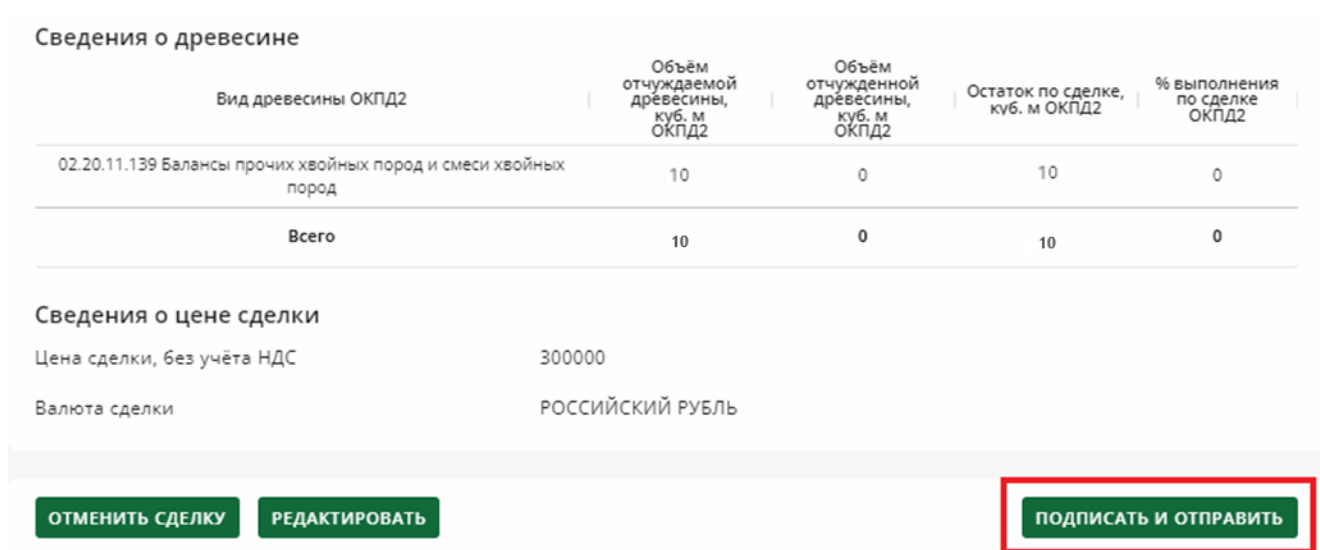 Сведения о древесине
Вид древесины ОКПД2
Объём
отчуждаемой
древесины,
куб. м
ОКПД2
Объём
отчужденной
древесины,
куб. м
ОКПД2
Остаток по сделке,
куб. м ОКПД2
% выполнения
по сделке
ОКПД2
02.20.11.139 Балансы прочих хвойных пород и смеси хвойных
пород
10
0
10
0
Всего
10
0
10
0
Сведения о цене сделки
Цена сделки, без учёта НДС
300000
Валюта сделки
РОССИЙСКИЙ РУБЛЬ
ОТМЕНИТЬ СДЕЛКУ
РЕДАКТИРОВАТЬ
ПОДПИСАТЬ И ОТПРАВИТЬ